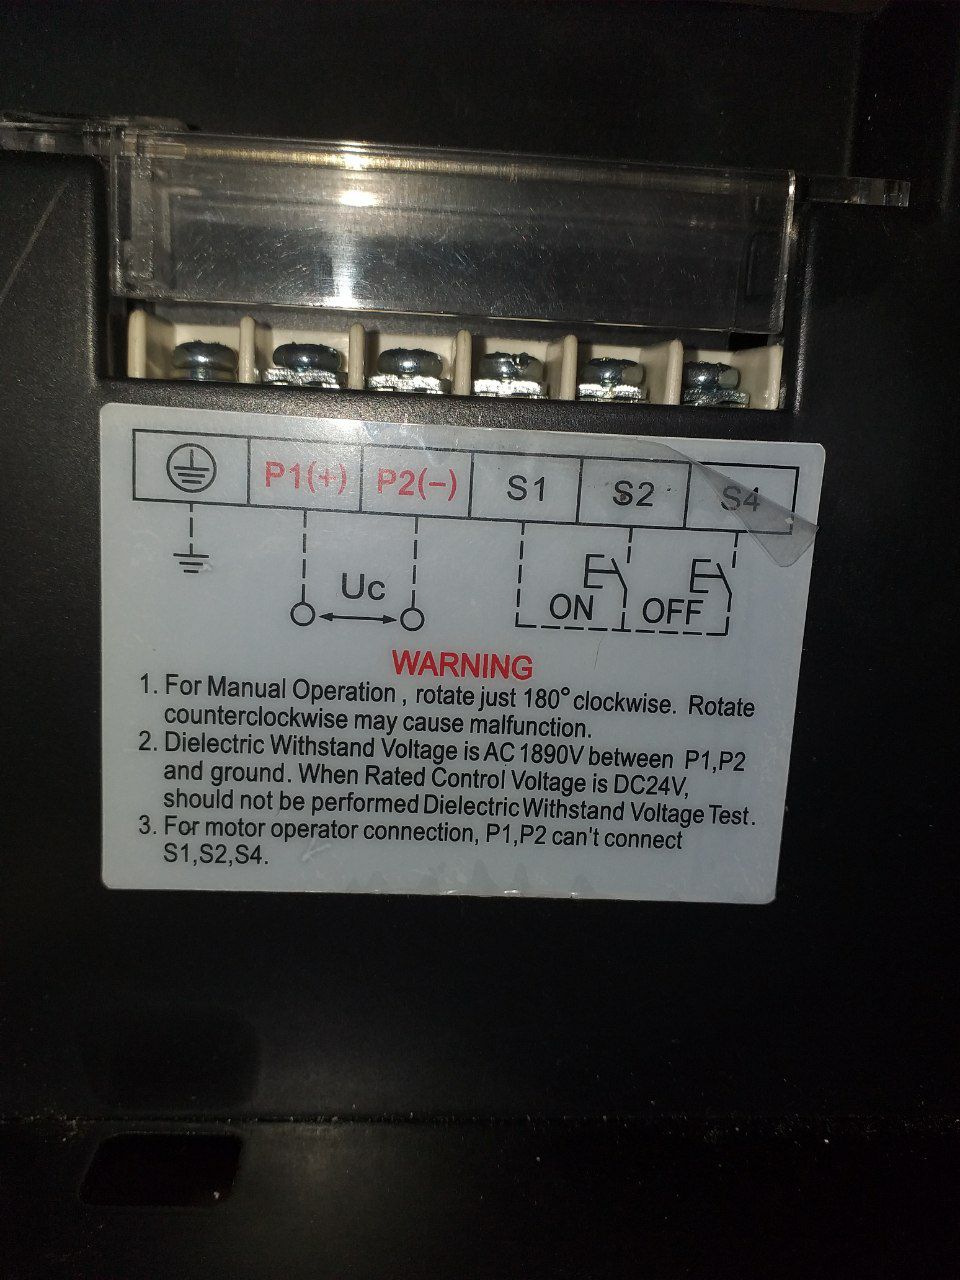 P1(+) P2(-) S1 S2 S4
Uc ON OFF
WARNING
1. For Manual Operation , rotate just 180° clockwise. Rotate
counterclockwise may cause malfunction.
2. Dielectric Withstand Voltage is AC 1890V between P1,P2
and ground. When Rated Control Voltage is DC24V,
should not be performed Dielectric Withstand Voltage Test.
3. For motor operator connection, P1,P2 can't connect
S1,S2,S4.